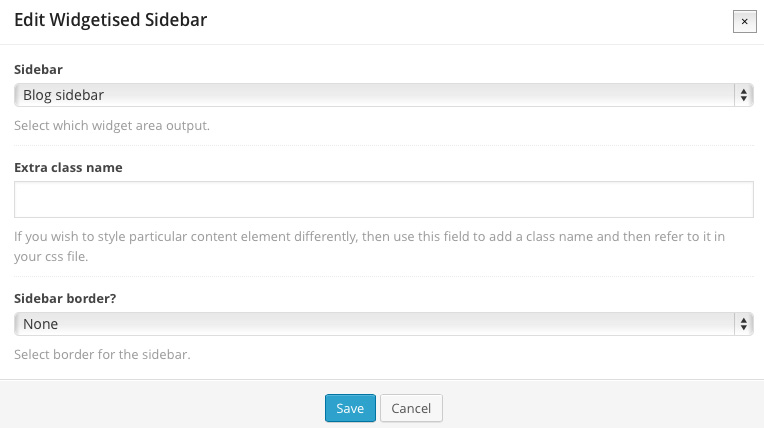 Edit Widgetised Sidebar
×
Sidebar
Blog sidebar
Select which widget area output.
Extra class name
If you wish to style particular content element differently, then use this field to add a class name and then refer to it in
your css file.
Sidebar border?
None
Select border for the sidebar.
Save Cancel